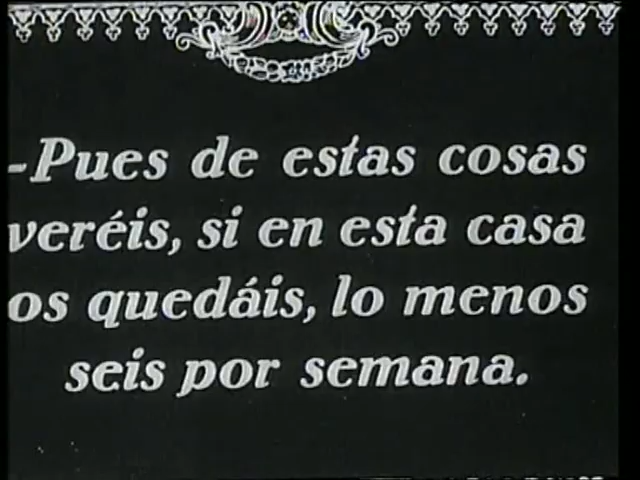 -Pues de estas cosas
veréis, si en esta casa
os quedáis, lo menos
seis por semana.